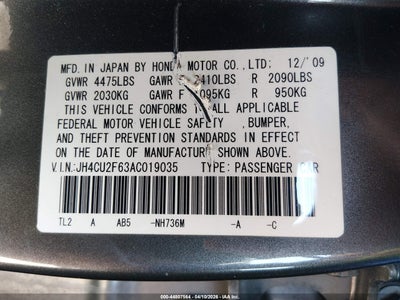 MFD. IN JAPAN BY HONDA MOTOR CO.,LTD; 12/'09
GVWR 4475LBS GAWR 2410LBS R 2090LBS
GVWR 2030KG GAWR F 1095KG R 950KG
THIS VEHICLE CONFORMS TO ALL APPLICABLE
FEDERAL MOTOR VEHICLE SAFETY ,BUMPER,
AND THEFT PREVENTION STANDARDS IN EFFECT
ON THE DATE OF MANUFACTURE SHOWN ABOVE.
V.I.N.: JH4CU2F63AC019035 TYPE: PASSENGER CAR
TL2 A AB5 -NH736M -A -C
000-44807564 - 04/10/2026 - IAAI.COM